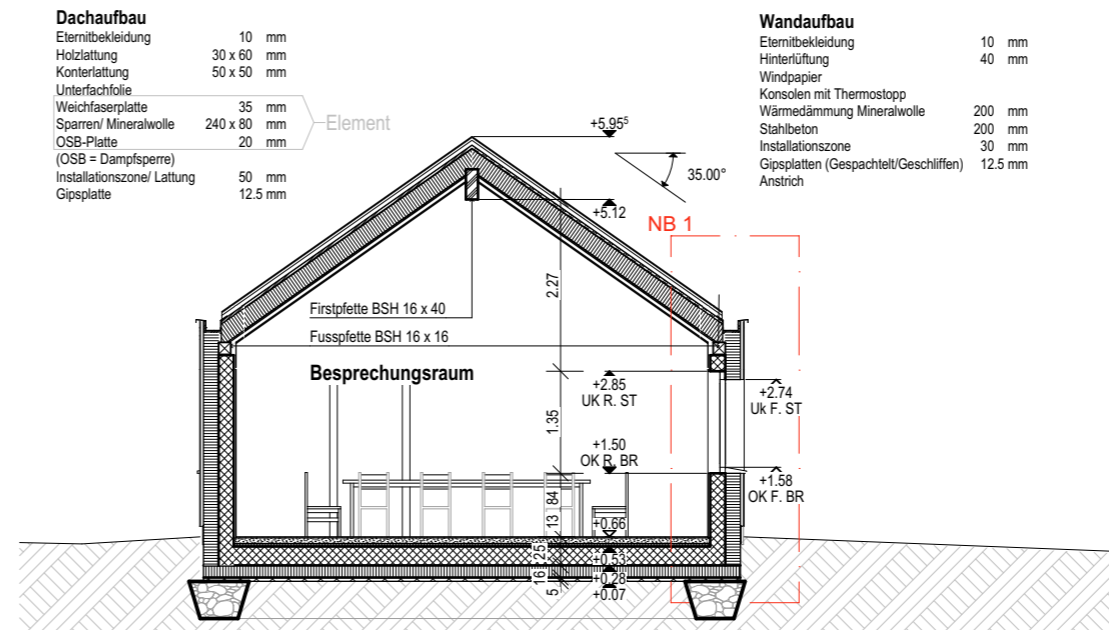 Dachaufbau
Eternitbekleidung 10 mm
Holzlattung 30 x 60 mm
Konterlattung 50 x 50 mm
Unterfachfolie
Weichfaserplatte 35 mm
Sparren/ Mineralwolle 240 x 80 mm
OSB-Platte 20 mm
(OSB = Dampfsperre)
Installationszone/ Lattung 50 mm
Gipsplatte 12.5 mm
Element
Wandaufbau
Eternitbekleidung 10 mm
Hinterlüftung 40 mm
Windpapier
Konsolen mit Thermostopp
Wärmedämmung Mineralwolle 200 mm
Stahlbeton 200 mm
Installationszone 30 mm
Gipsplatten (Gespachtelt/Geschliffen) 12.5 mm
Anstrich
+5.95⁵
35.00°
+5.12
NB 1
2.27
Firstpfette BSH 16 x 40
Fusspfette BSH 16 x 16
Besprechungsraum
+2.85
UK R. ST
+2.74
Uk F. ST
1.35
+1.50
OK R. BR
+1.58
OK F. BR
84
13
+0.66
25
+0.53
16
+0.28
5
+0.07